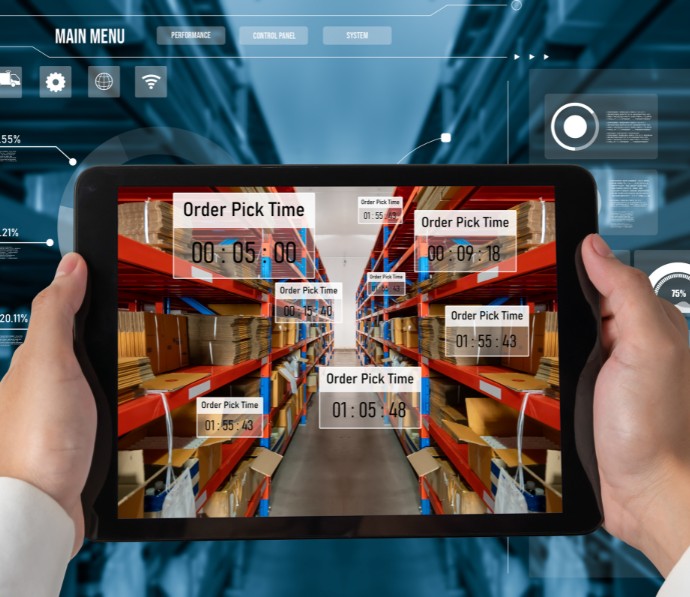 MAIN MENU
PERFORMANCE
CONTROL PANEL
SYSTEM
.55%
.21%
20.11%
75%
Order Pick Time
00 : 05 : 00
Order Pick Time
01 : 55 : 43
Order Pick Time
00 : 09 : 18
Order Pick Time
Order Pick Time
00 : 15 : 40
Order Pick Time
01 : 55 : 43
Order Pick Time
01 : 05 : 48
Order Pick Time
01 : 55 : 43